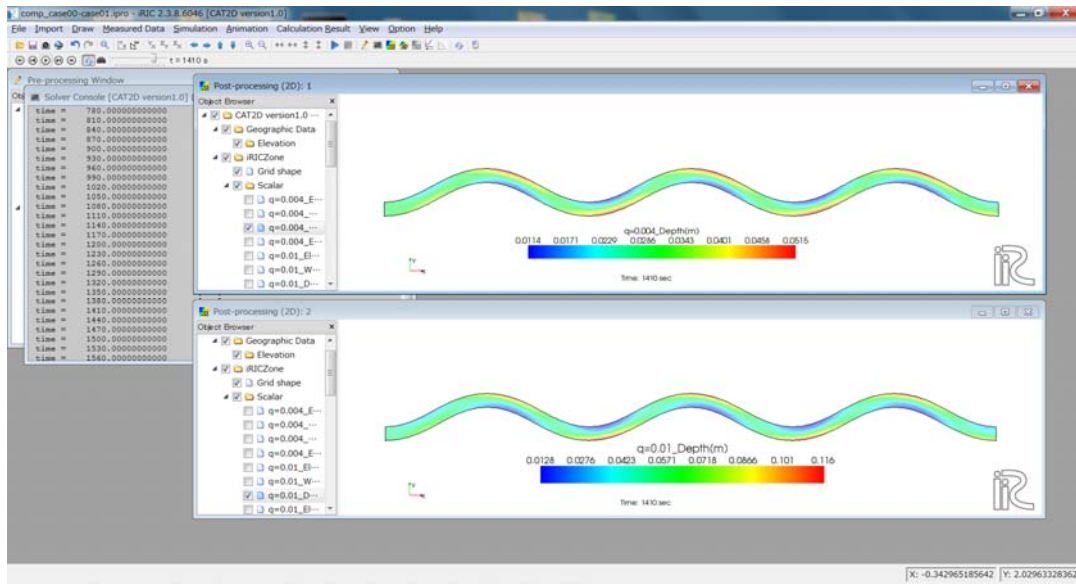 comp_case00-case01.ipro - iRIC 2.3.8.6046 [CAT2D version1.0]
File Import Draw Measured Data Simulation Animation Calculation Result View Option Help
t = 1410 s
Pre-processing Window
Solver Console [CAT2D version1.0]
time = 780.000000000000
time = 810.000000000000
time = 840.000000000000
time = 870.000000000000
time = 900.000000000000
time = 930.000000000000
time = 960.000000000000
time = 990.000000000000
time = 1020.00000000000
time = 1050.00000000000
time = 1080.00000000000
time = 1110.00000000000
time = 1140.00000000000
time = 1170.00000000000
time = 1200.00000000000
time = 1230.00000000000
time = 1260.00000000000
time = 1290.00000000000
time = 1320.00000000000
time = 1350.00000000000
time = 1380.00000000000
time = 1410.00000000000
time = 1440.00000000000
time = 1470.00000000000
time = 1500.00000000000
time = 1530.00000000000
time = 1560.00000000000
Post-processing (2D): 1
Object Browser
CAT2D version1.0 ...
Geographic Data
Elevation
iRICZone
Grid shape
Scalar
q=0.004_E...
q=0.004_...
q=0.004_...
q=0.004_E...
q=0.01_El...
q=0.01_W...
q=0.01_D...
q=0.004_Depth(m)
0.0114 0.0171 0.0229 0.0286 0.0343 0.0401 0.0458 0.0515
Time: 1410 sec
iRIC
Post-processing (2D): 2
Object Browser
Geographic Data
Elevation
iRICZone
Grid shape
Scalar
q=0.004_E...
q=0.004_...
q=0.004_...
q=0.004_E...
q=0.01_El...
q=0.01_W...
q=0.01_D...
q=0.01_El...
q=0.01_Depth(m)
0.0128 0.0276 0.0423 0.0571 0.0718 0.0866 0.101 0.116
Time: 1410 sec
iRIC
X: -0.342965185642 Y: 2.0296332836